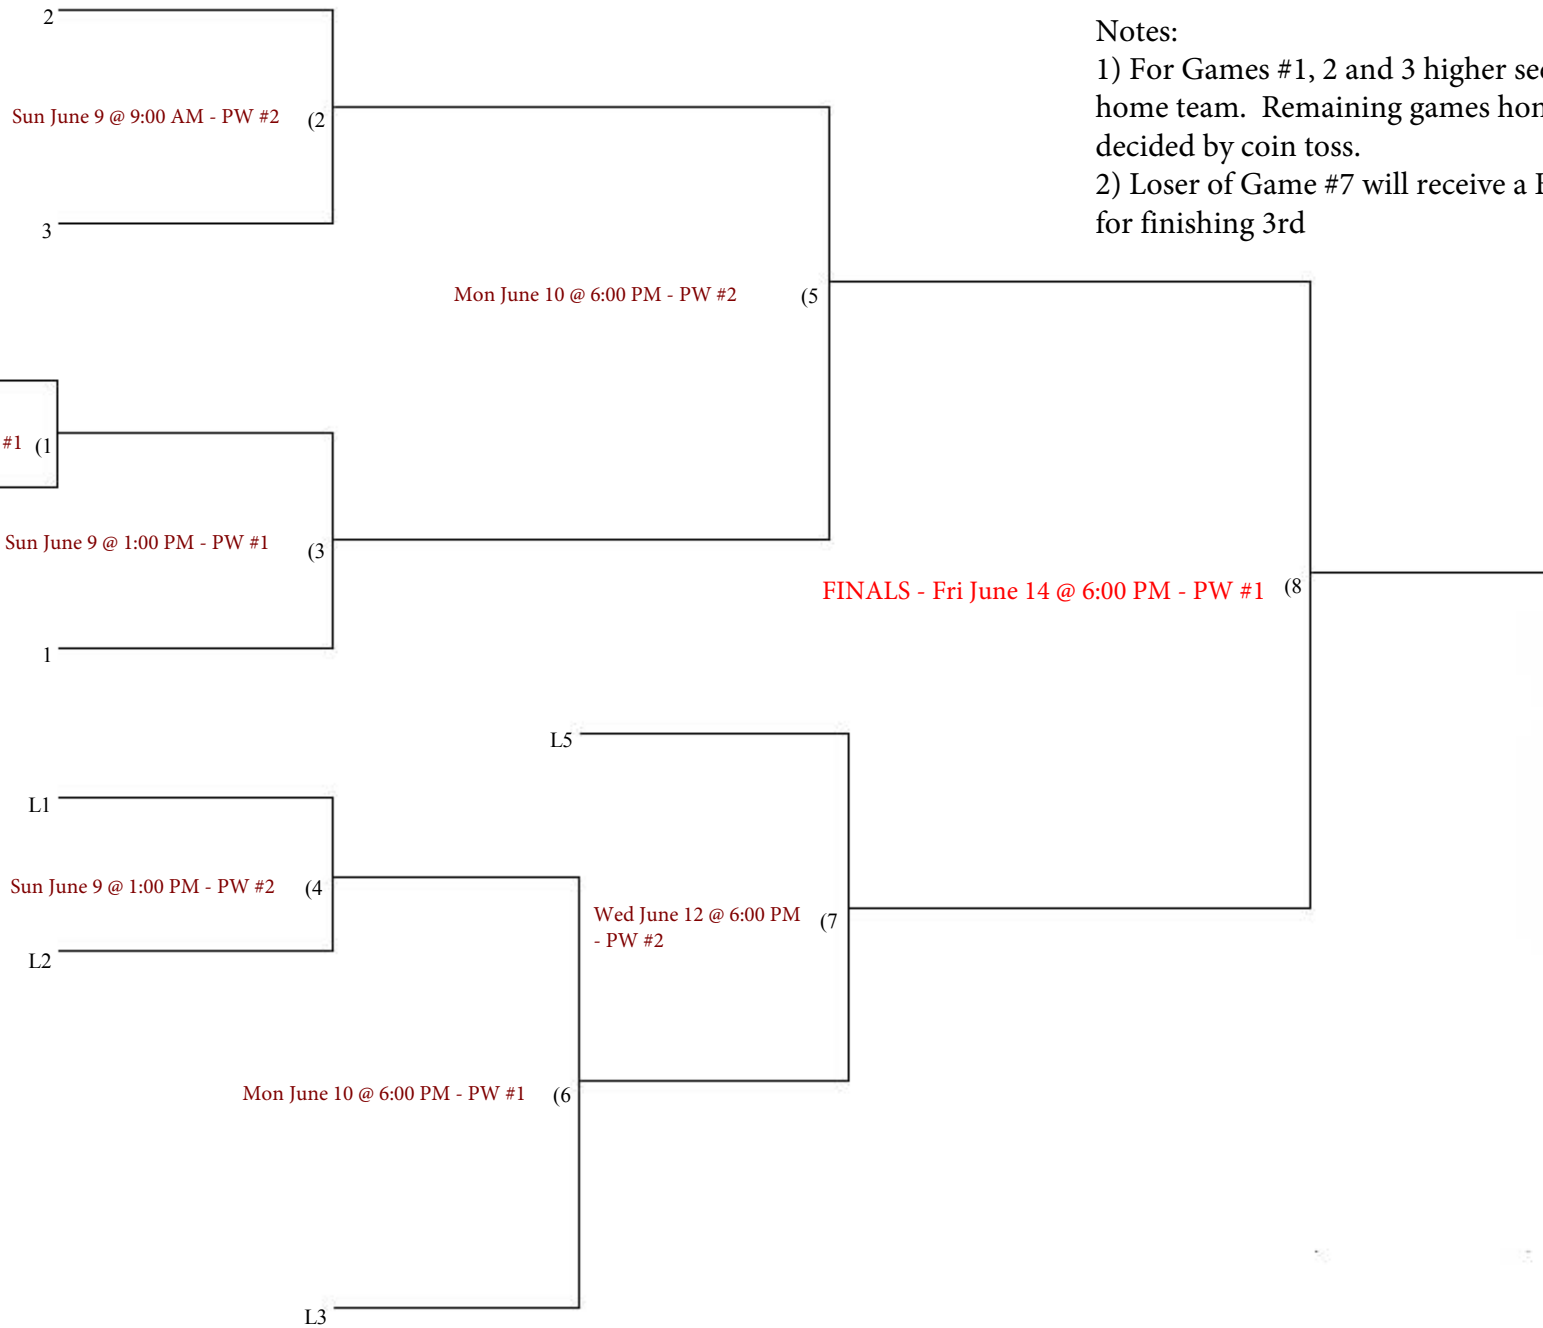 2
Notes:
1) For Games #1, 2 and 3 higher
home team.  Remaining games
decided by coin toss.
2) Loser of Game #7 will receive a
for finishing 3rd
Sun June 9 @ 9:00 AM - PW #2 (2
3
Mon June 10 @ 6:00 PM - PW #2 (5
#1 (1
Sun June 9 @ 1:00 PM - PW #1 (3
FINALS - Fri June 14 @ 6:00 PM - PW #1 (8
1
L5
L1
Sun June 9 @ 1:00 PM - PW #2 (4
Wed June 12 @ 6:00 PM (7
- PW #2
L2
Mon June 10 @ 6:00 PM - PW #1 (6
L3